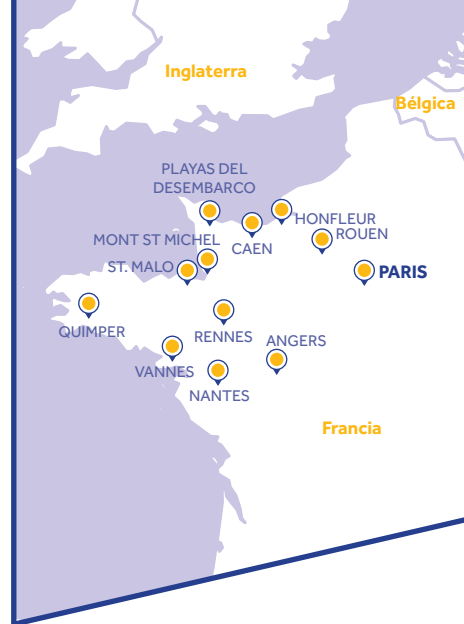 Inglaterra
Bélgica
PLAYAS DEL
DESEMBARCO
HONFLEUR
ROUEN
MONT ST MICHEL
CAEN
ST. MALO
PARIS
QUIMPER
RENNES
ANGERS
VANNES
NANTES
Francia